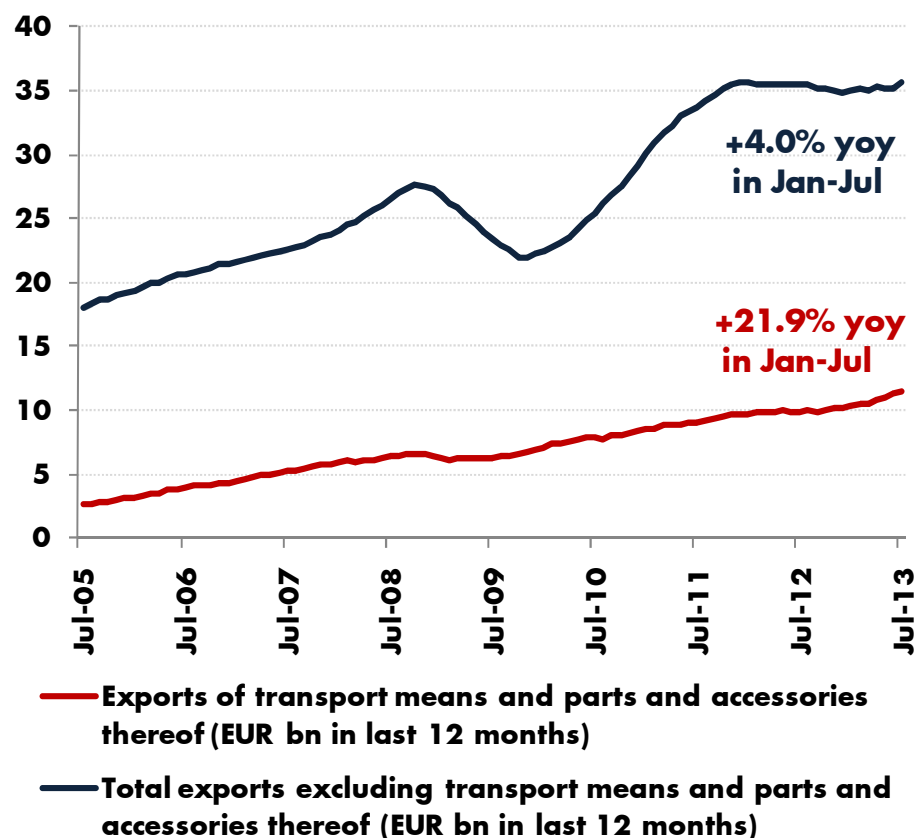 40
35
30
25
20
15
10
5
0
+4.0% yoy
in Jan-Jul
+21.9% yoy
in Jan-Jul
Jul-05
Jul-06
Jul-07
Jul-08
Jul-09
Jul-10
Jul-11
Jul-12
Jul-13
Exports of transport means and parts and accessories
thereof (EUR bn in last 12 months)
Total exports excluding transport means and parts and
accessories thereof (EUR bn in last 12 months)